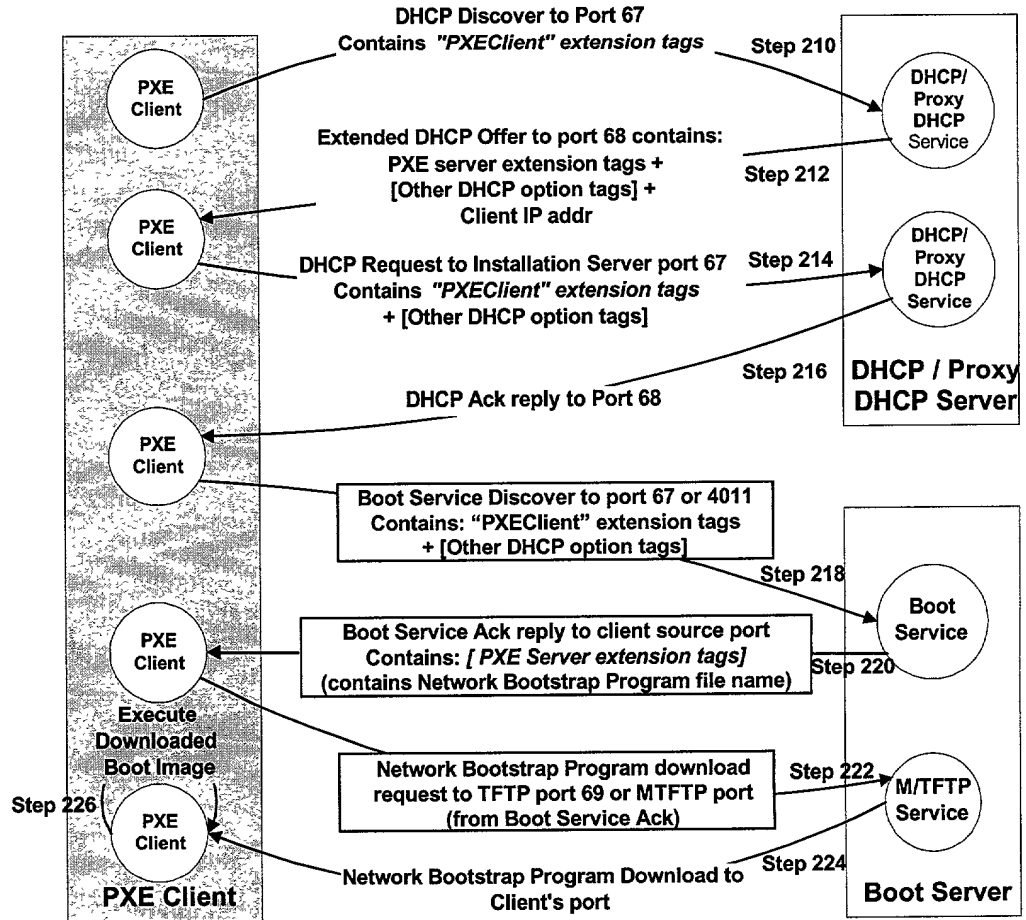 DHCP Discover to Port 67
Contains "PXEClient" extension tags
Step 210
PXE
Client
DHCP/
Proxy
DHCP
Service
Extended DHCP Offer to port 68 contains:
PXE server extension tags +
[Other DHCP option tags] +
Client IP addr
Step 212
PXE
Client
DHCP Request to Installation Server port 67
Contains "PXEClient" extension tags
+ [Other DHCP option tags]
Step 214
DHCP/
Proxy
DHCP
Service
Step 216
DHCP / Proxy
DHCP Server
DHCP Ack reply to Port 68
PXE
Client
Boot Service Discover to port 67 or 4011
Contains: “PXEClient” extension tags
+ [Other DHCP option tags]
Step 218
Boot
Service
PXE
Client
Boot Service Ack reply to client source port
Contains: [ PXE Server extension tags]
(contains Network Bootstrap Program file name)
Step 220
Execute
Downloaded
Boot Image
Network Bootstrap Program download
request to TFTP port 69 or MTFTP port
(from Boot Service Ack)
Step 222
M/TFTP
Service
Step 226
PXE
Client
Step 224
Network Bootstrap Program Download to
Client's port
PXE Client
Boot Server